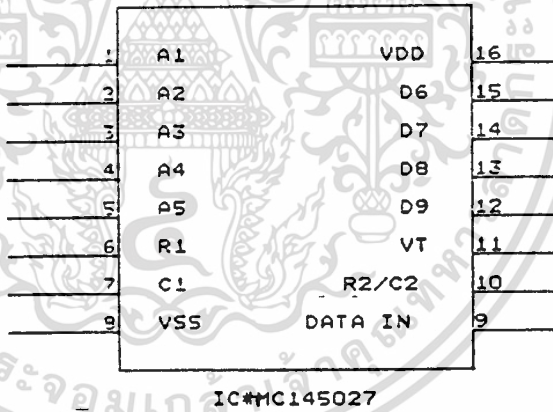 1 A1 VDD 16
2 A2 D6 15
3 A3 D7 14
4 A4 D8 13
5 A5 D9 12
6 R1 VT 11
7 C1 R2/C2 10
8 VSS DATA IN 9
IC#MC145027